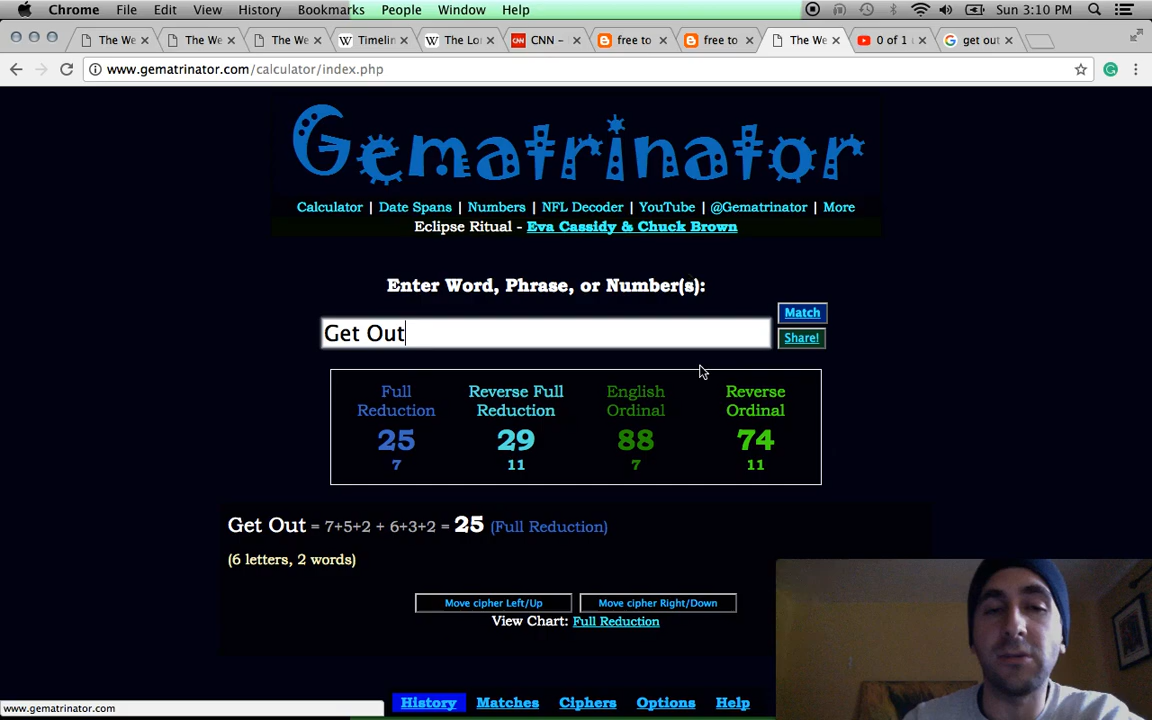 Chrome File Edit View History Bookmarks People Window Help Sun 3:10 PM
The We The We The We Timelin The Lo CNN – free to free to The We 0 of 1 get out
www.gematrinator.com/calculator/index.php
Gematrinator
Calculator | Date Spans | Numbers | NFL Decoder | YouTube | @Gematrinator | More
Eclipse Ritual - Eva Cassidy & Chuck Brown
Enter Word, Phrase, or Number(s):
Match
Get Out
Share!
Full Reverse Full English Reverse
Reduction Reduction Ordinal Ordinal
25 29 88 74
7 11 7 11
Get Out = 7+5+2 + 6+3+2 = 25 (Full Reduction)
(6 letters, 2 words)
Move cipher Left/Up Move cipher Right/Down
View Chart: Full Reduction
History Matches Ciphers Options Help
www.gematrinator.com